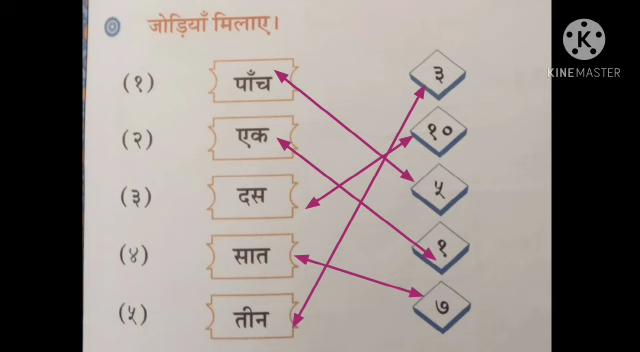 जोड़ियाँ मिलाए।
(१) पाँच ३
(२) एक १०
(३) दस ५
(४) सात १
(५) तीन ७
K
KINEMASTER